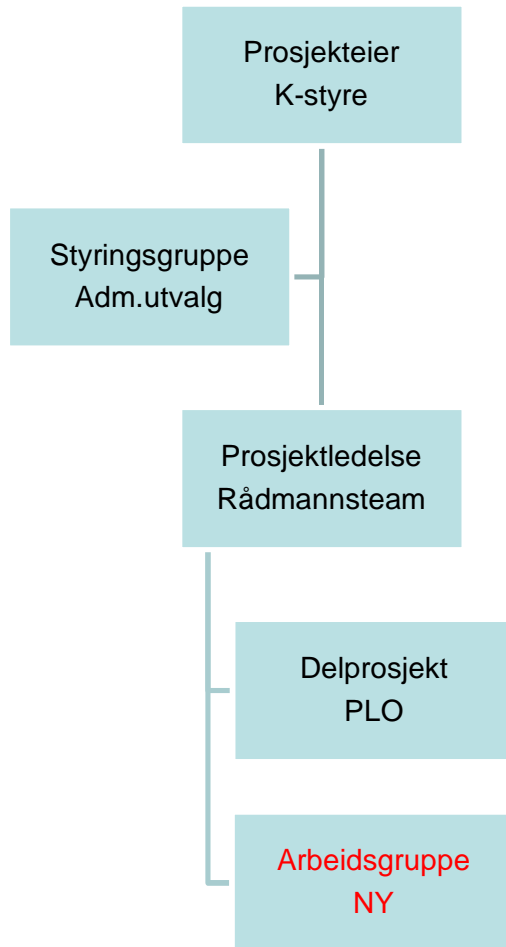 Prosjekteier
K-styre
Styringsgruppe
Adm.utvalg
Prosjektledelse
Rådmannsteam
Delprosjekt
PLO
Arbeidsgruppe
NY